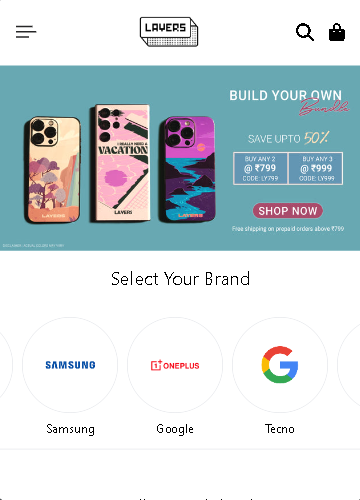 LAYERS
BUILD YOUR OWN
Bundle
SAVE UPTO 50%
BUY ANY 2
@ ₹799
CODE: LY799
BUY ANY 3
@ ₹999
CODE: LY999
SHOP NOW
Free shipping on prepaid orders above ₹799
I REALLY NEED A
VACATION
LAYERS
LAYERS
LAYERS
Select Your Brand
SAMSUNG
ONEPLUS
G
Samsung
Google
Tecno